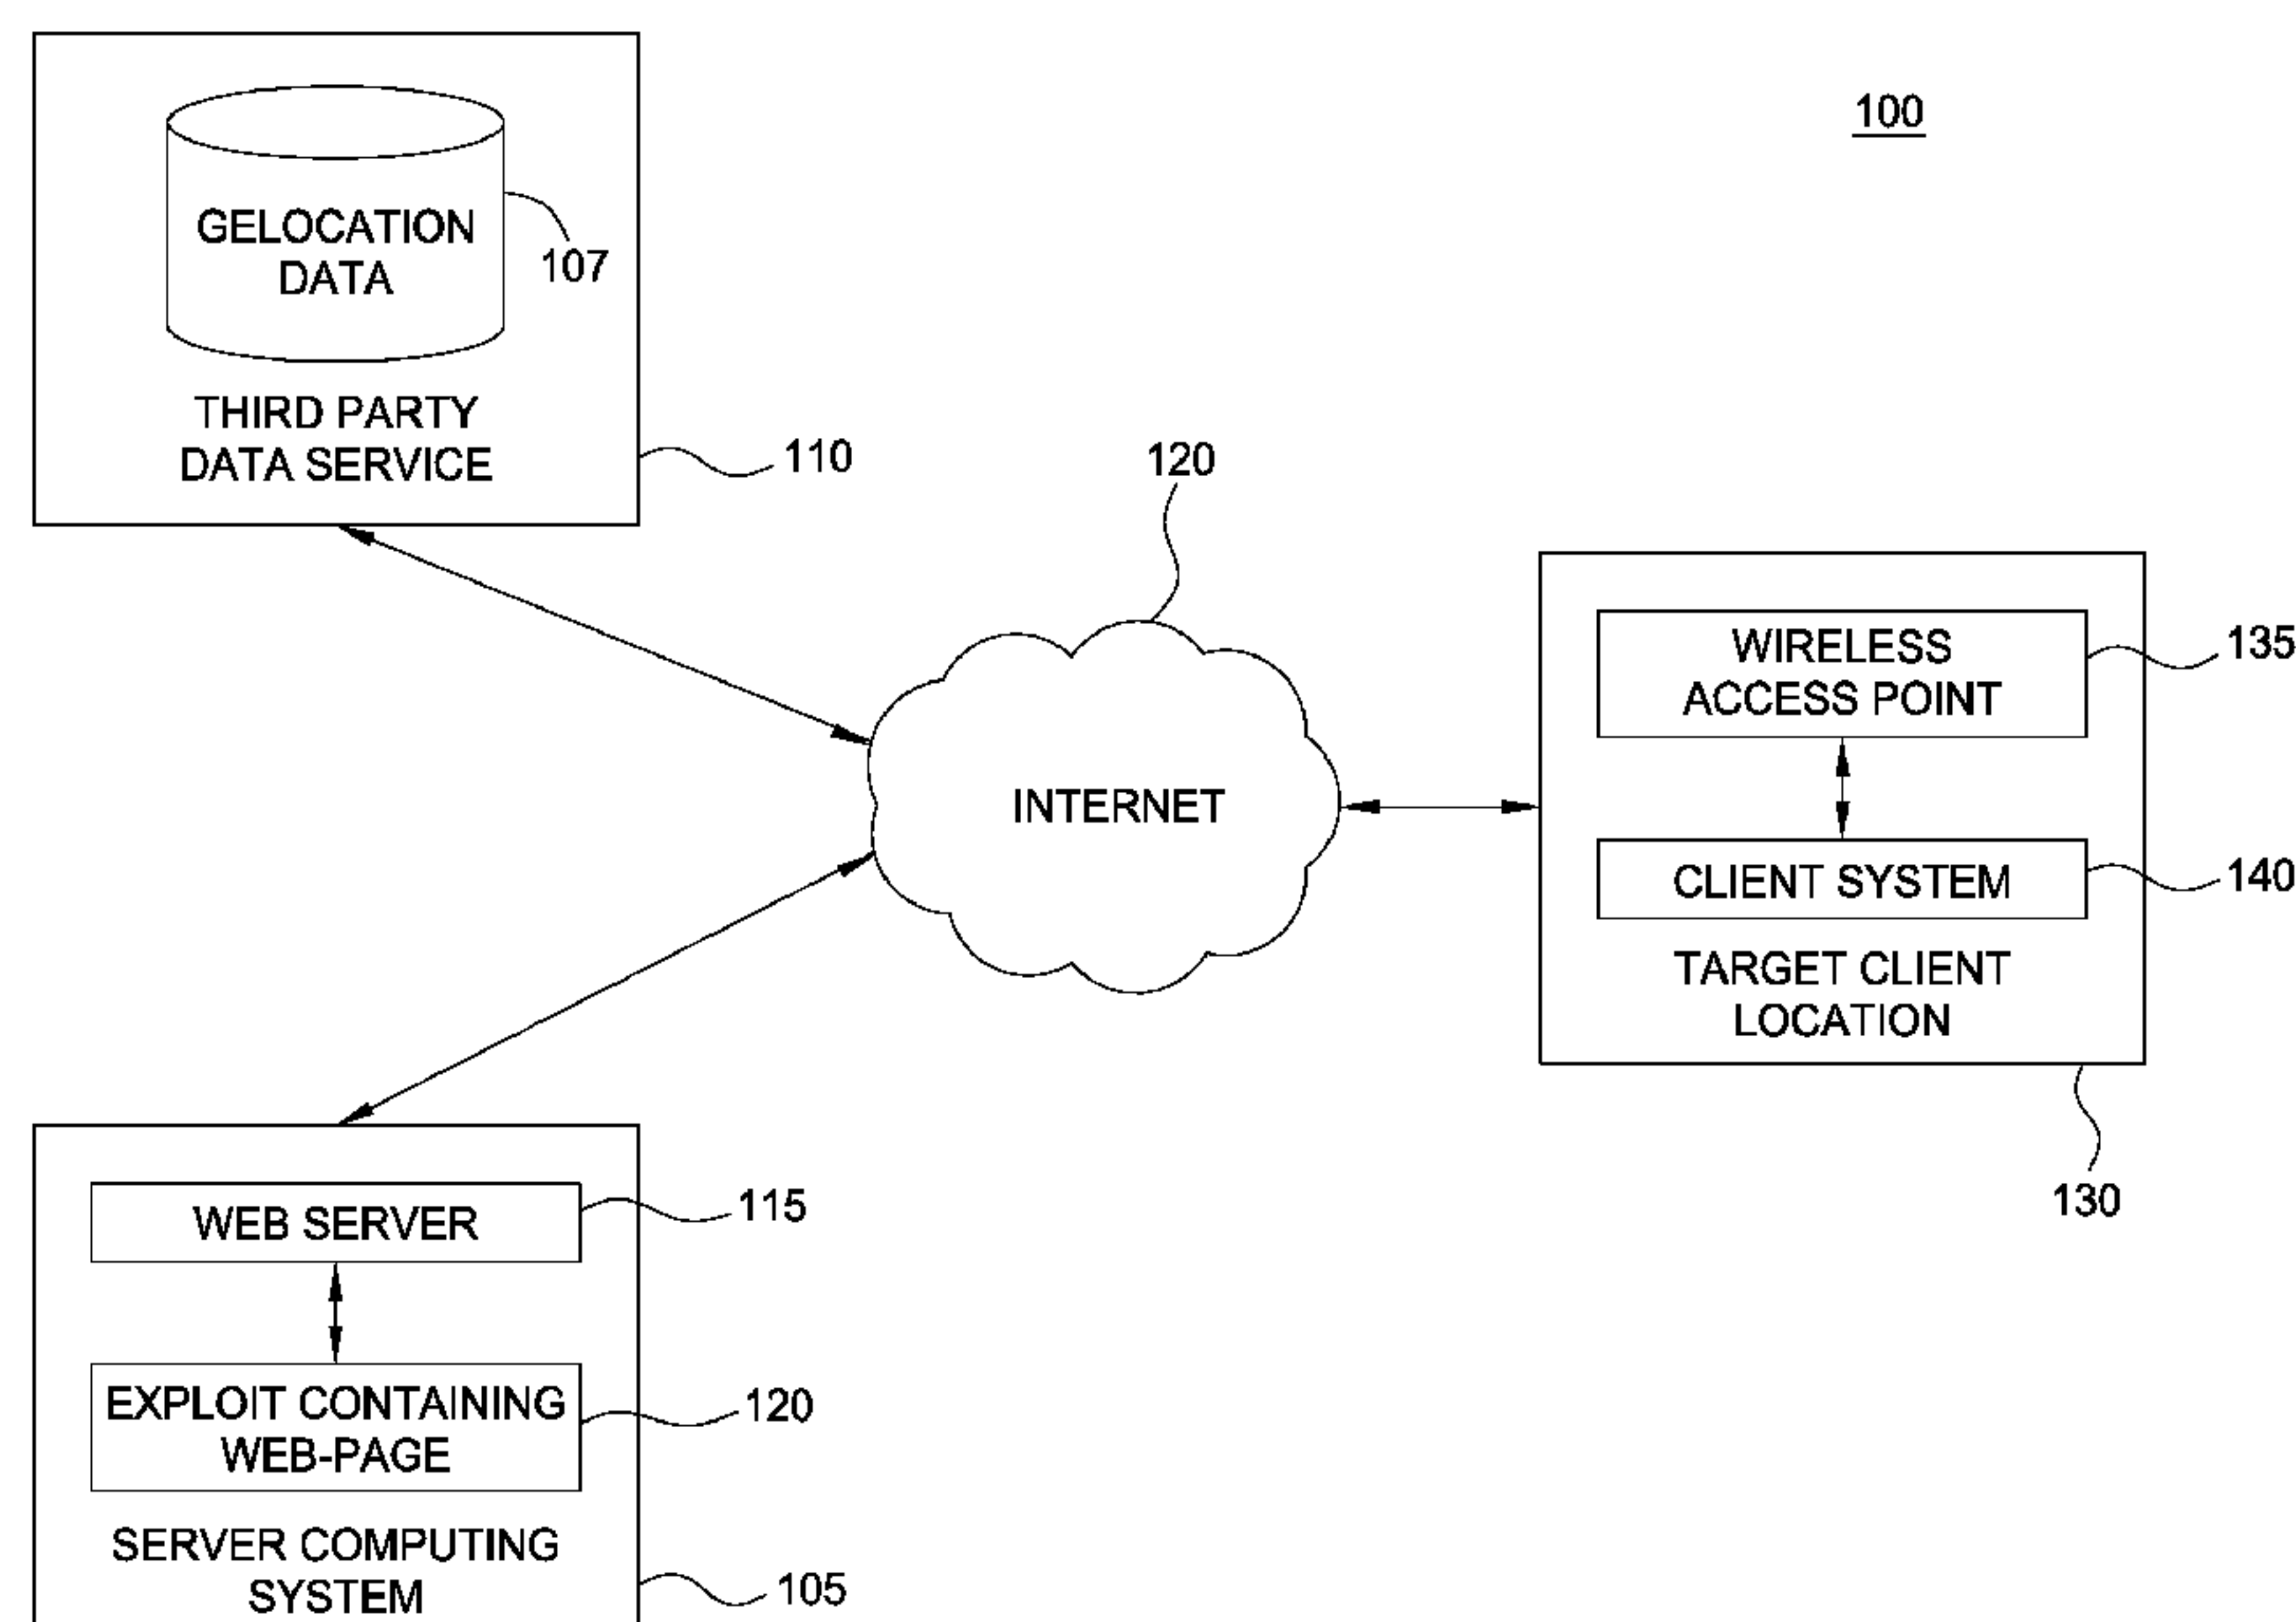 100
GELOCATION
DATA
107
THIRD PARTY
DATA SERVICE
110
120
INTERNET
WIRELESS
ACCESS POINT
135
CLIENT SYSTEM
140
TARGET CLIENT
LOCATION
130
WEB SERVER
115
EXPLOIT CONTAINING
WEB-PAGE
120
SERVER COMPUTING
SYSTEM
105